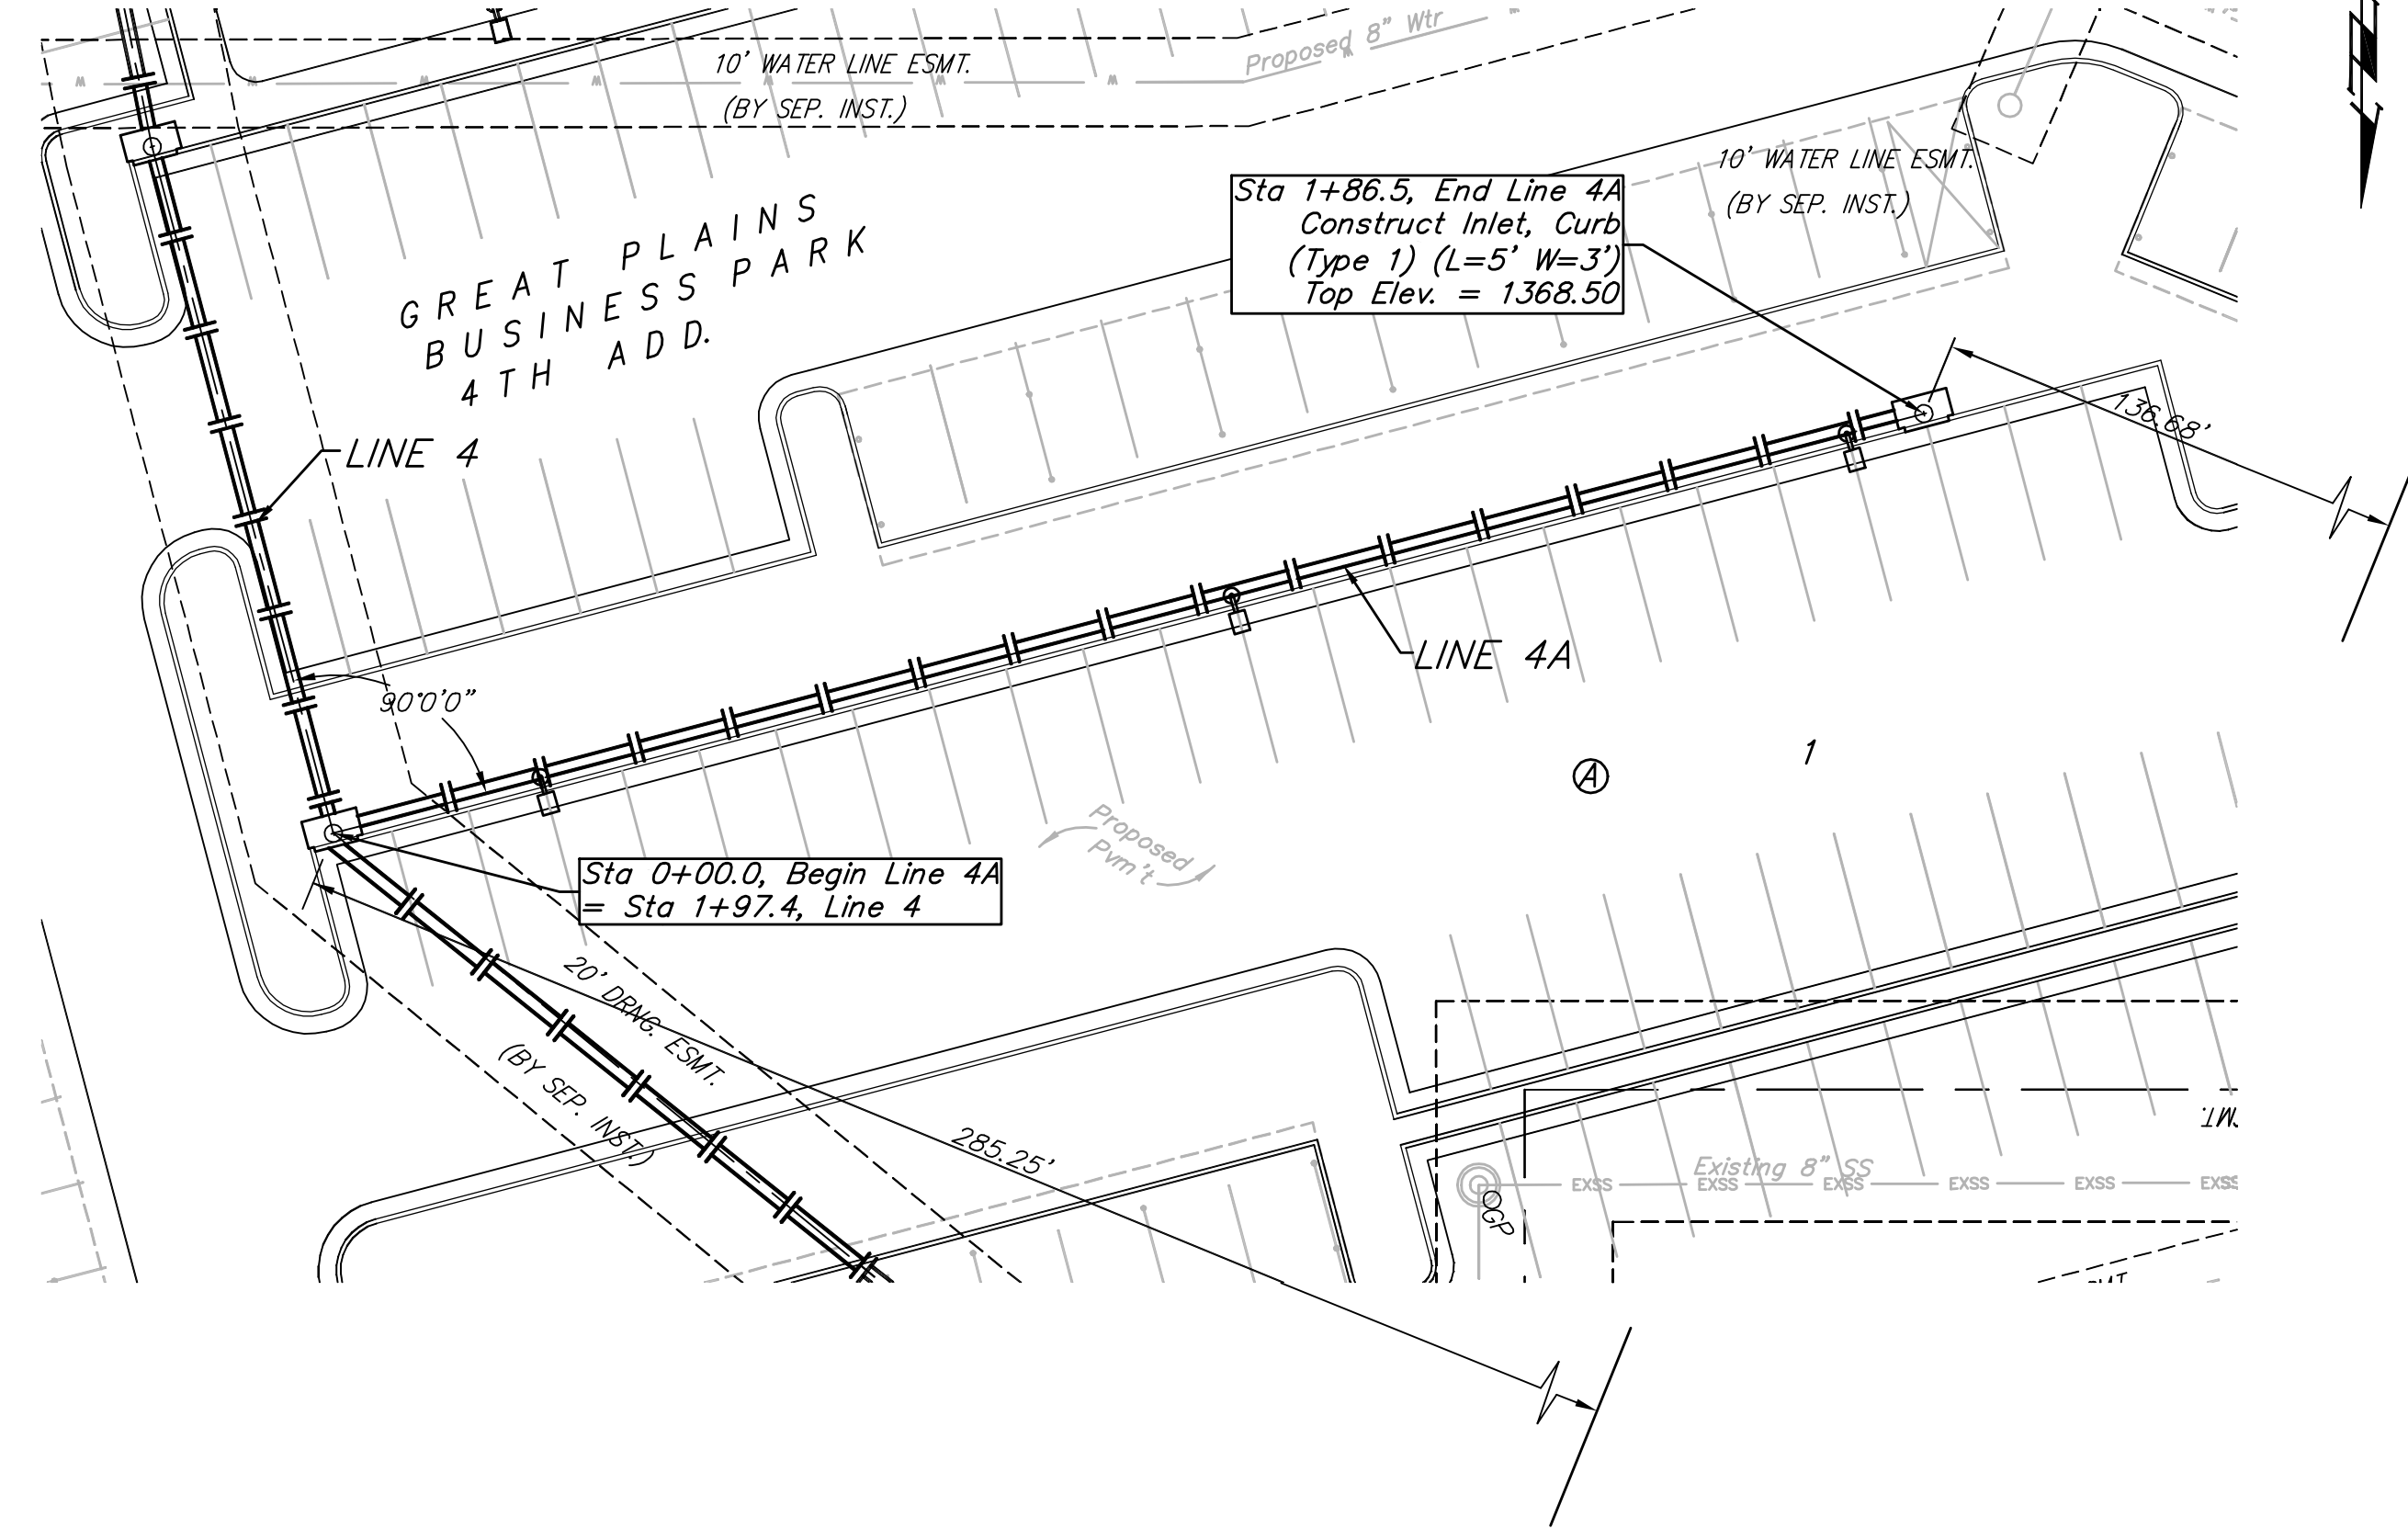 10' WATER LINE ESMT.
(BY SEP. INST.)
Proposed 8" Wtr
10' WATER LINE ESMT.
(BY SEP. INST.)
Sta 1+86.5, End Line 4A
Construct Inlet, Curb
(Type 1) (L=5' W=3')
Top Elev. = 1368.50
GREAT PLAINS
BUSINESS PARK
4TH ADD.
LINE 4
136.68'
LINE 4A
90°0'0"
A
1
Proposed
Pvm't
Sta 0+00.0, Begin Line 4A
= Sta 1+97.4, Line 4
20' DRNG. ESMT.
(BY SEP. INST.)
285.25'
Existing 8" SS
EXSS EXSS EXSS EXSS EXSS EXSS
OGP